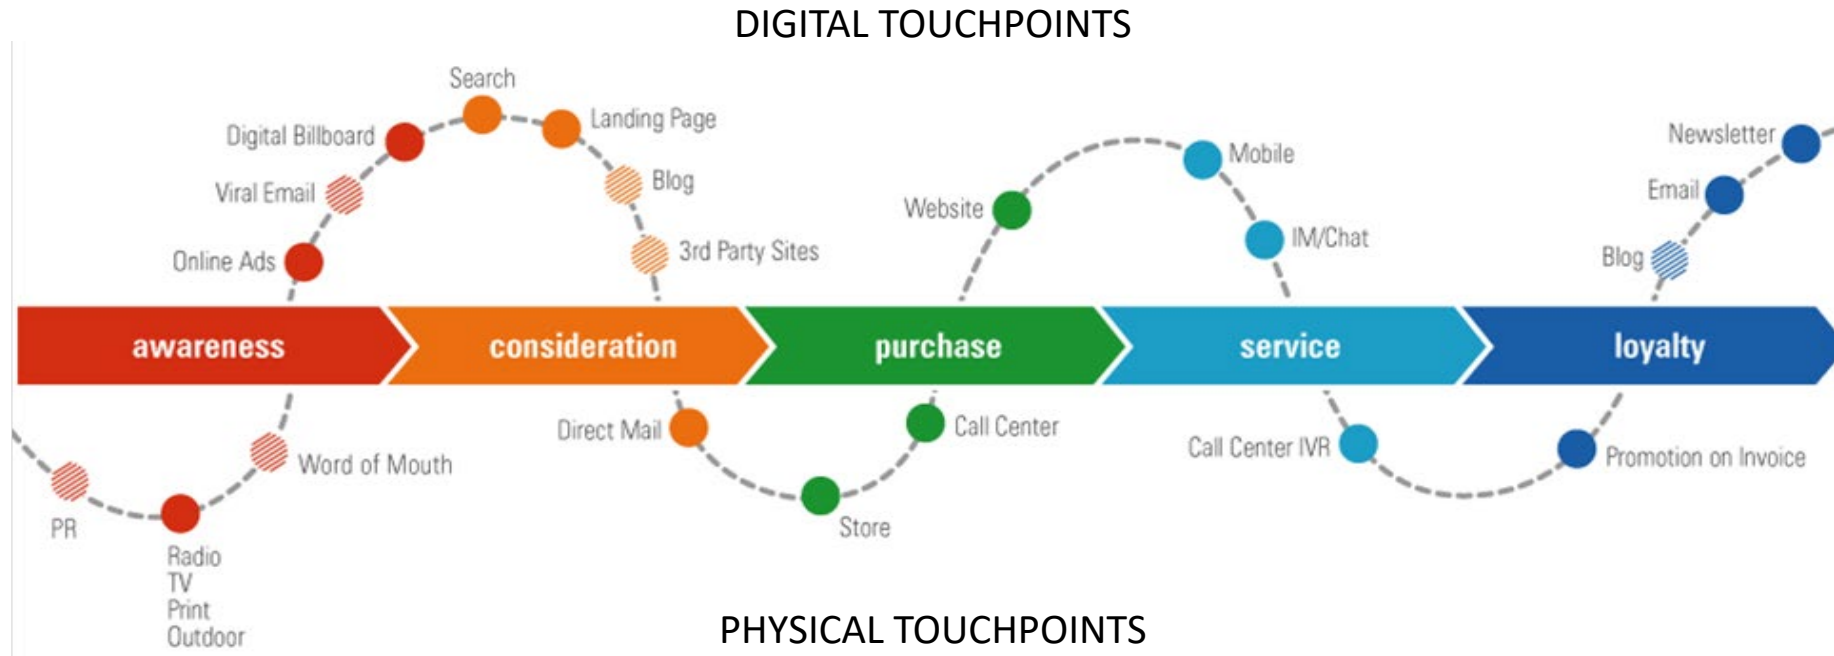 DIGITAL TOUCHPOINTS
Search
Landing Page
Digital Billboard
Newsletter
Mobile
Blog
Viral Email
Email
Website
IM/Chat
3rd Party Sites
Blog
Online Ads
awareness
consideration
purchase
service
loyalty
Direct Mail
Call Center
Call Center IVR
Promotion on Invoice
Word of Mouth
PR
Store
Radio
TV
Print
Outdoor
PHYSICAL TOUCHPOINTS